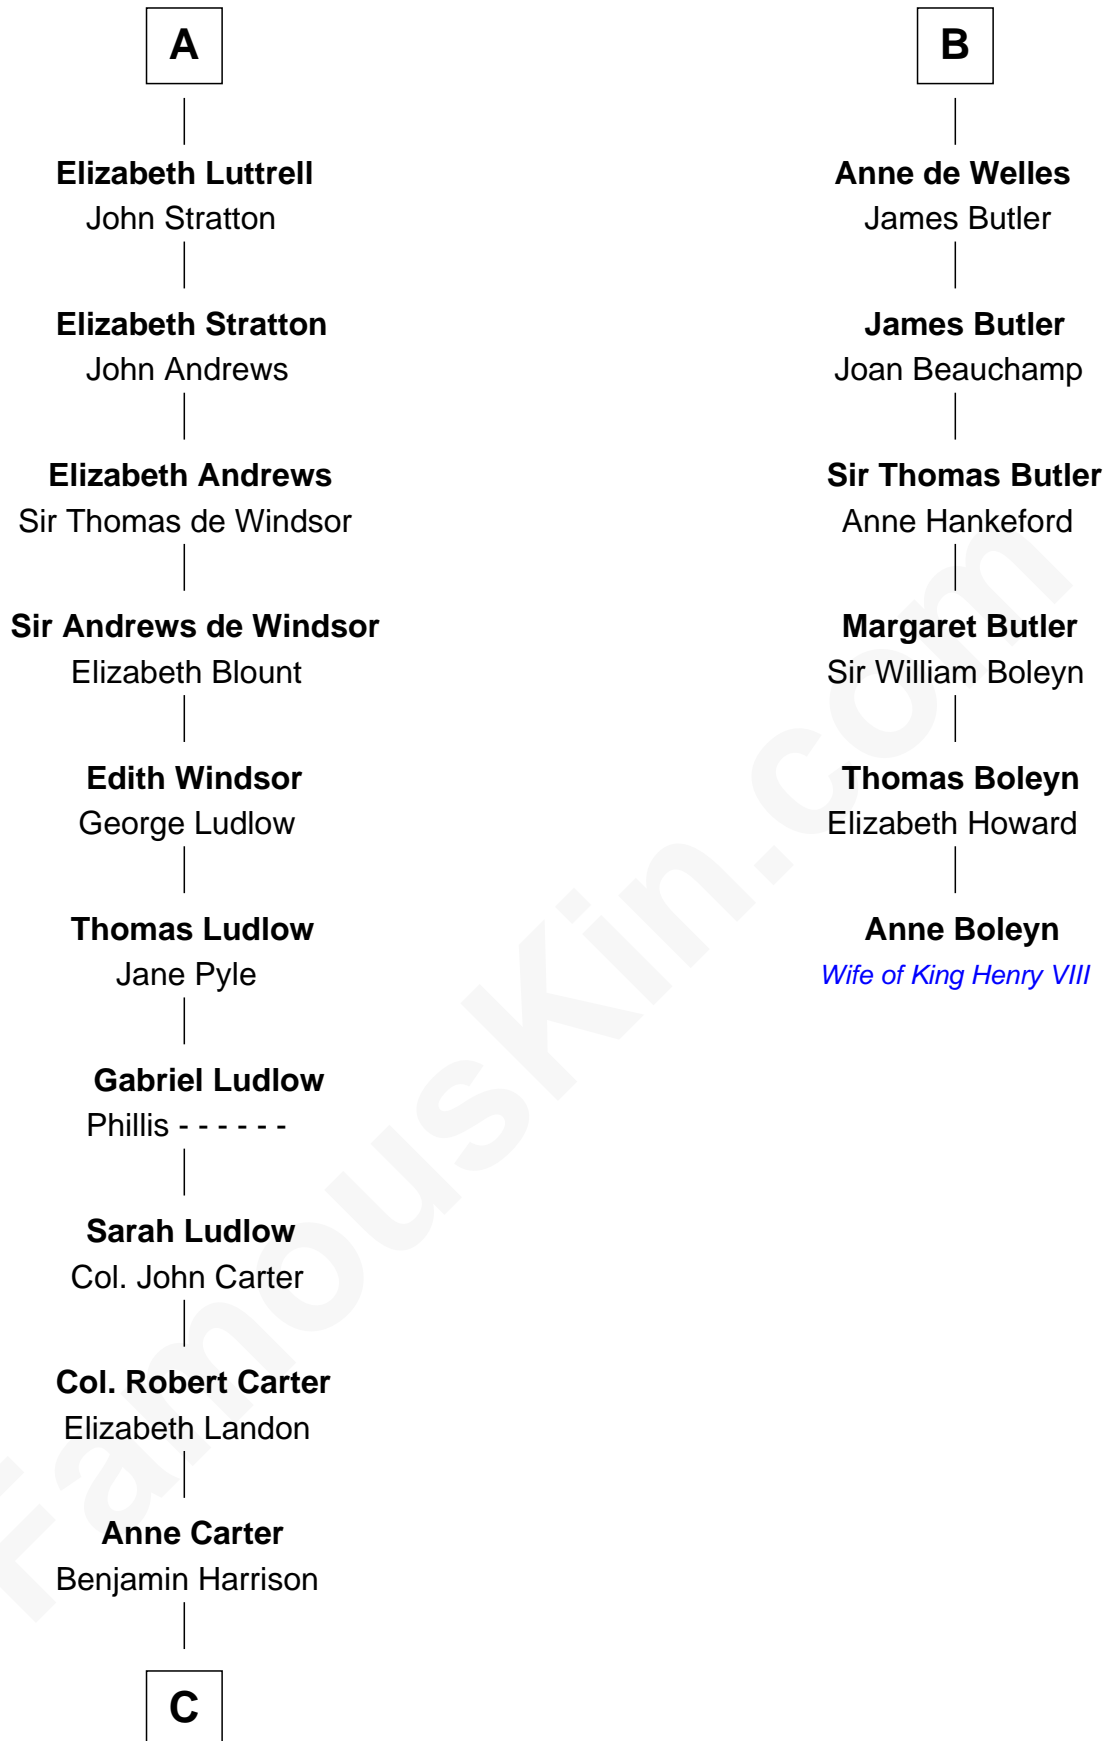 A
Elizabeth Luttrell
John Stratton
Elizabeth Stratton
John Andrews
Elizabeth Andrews
Sir Thomas de Windsor
Sir Andrews de Windsor
Elizabeth Blount
Edith Windsor
George Ludlow
Thomas Ludlow
Jane Pyle
Gabriel Ludlow
Phillis - - - - - -
Sarah Ludlow
Col. John Carter
Col. Robert Carter
Elizabeth Landon
Anne Carter
Benjamin Harrison
C
B
Anne de Welles
James Butler
James Butler
Joan Beauchamp
Sir Thomas Butler
Anne Hankeford
Margaret Butler
Sir William Boleyn
Thomas Boleyn
Elizabeth Howard
Anne Boleyn
Wife of King Henry VIII
FamousKin.com